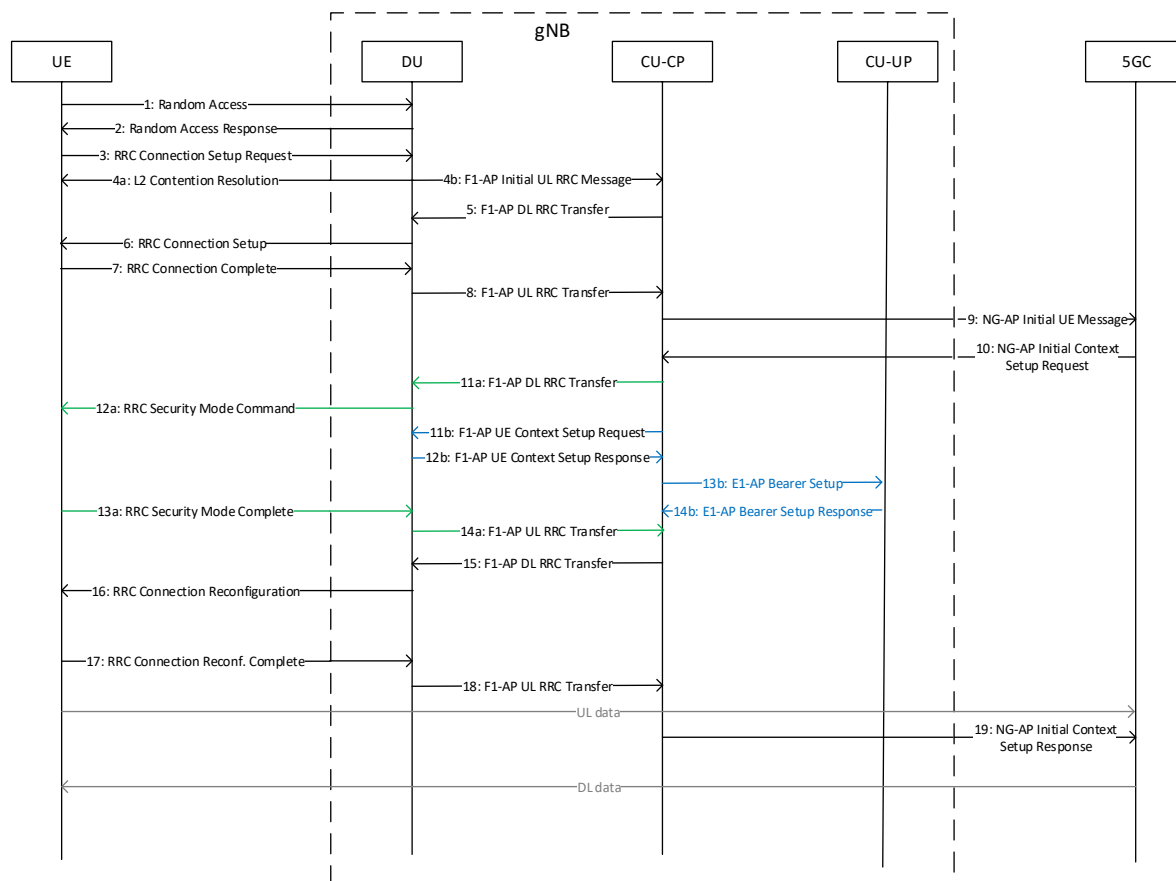 gNB
UE
DU
CU-CP
CU-UP
5GC
1: Random Access
2: Random Access Response
3: RRC Connection Setup Request
4a: L2 Contention Resolution
4b: F1-AP Initial UL RRC Message
5: F1-AP DL RRC Transfer
6: RRC Connection Setup
7: RRC Connection Complete
8: F1-AP UL RRC Transfer
9: NG-AP Initial UE Message
10: NG-AP Initial Context
Setup Request
11a: F1-AP DL RRC Transfer
12a: RRC Security Mode Command
11b: F1-AP UE Context Setup Request
12b: F1-AP UE Context Setup Response
13b: E1-AP Bearer Setup
13a: RRC Security Mode Complete
14b: E1-AP Bearer Setup Response
14a: F1-AP UL RRC Transfer
15: F1-AP DL RRC Transfer
16: RRC Connection Reconfiguration
17: RRC Connection Reconf. Complete
18: F1-AP UL RRC Transfer
UL data
19: NG-AP Initial Context
Setup Response
DL data